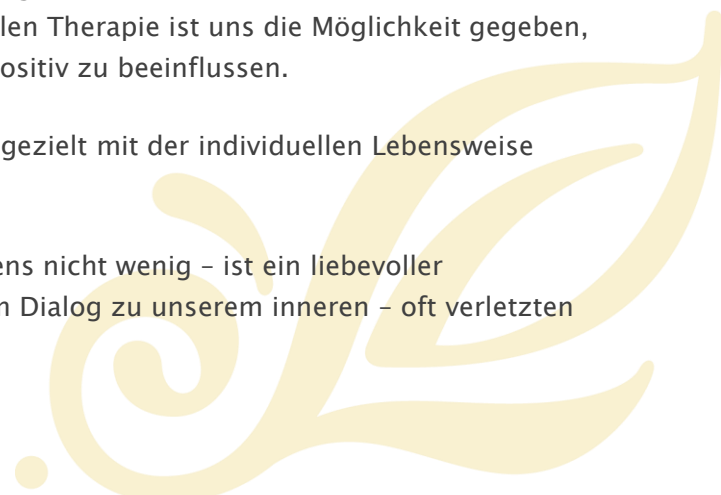 len Therapie ist uns die Möglichkeit gegeben,
ositiv zu beeinflussen.
gezielt mit der individuellen Lebensweise
ens nicht wenig – ist ein liebevoller
n Dialog zu unserem inneren – oft verletzten